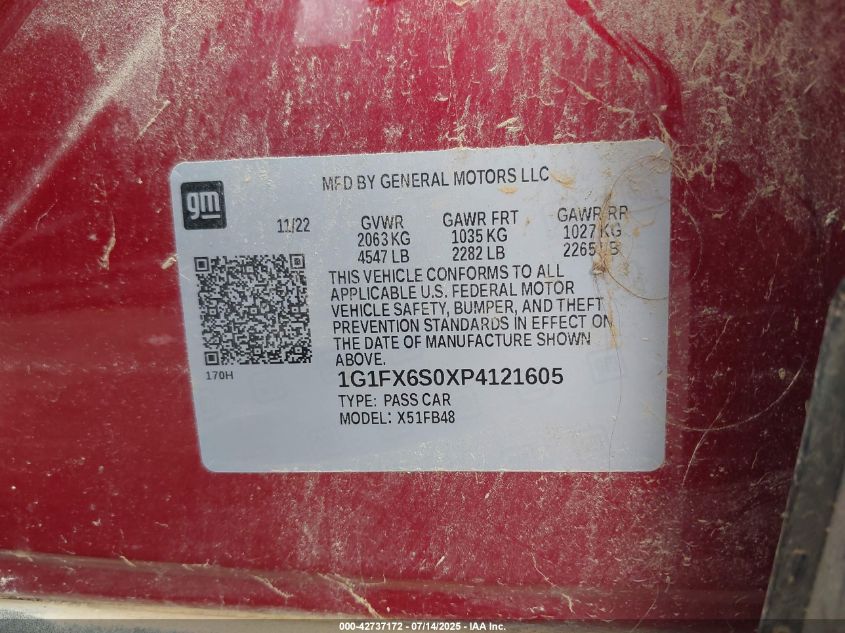 MFD BY GENERAL MOTORS LLC
gm
11/22 GVWR GAWR FRT GAWR RR
2063 KG 1035 KG 1027 KG
4547 LB 2282 LB 2265 LB
THIS VEHICLE CONFORMS TO ALL
APPLICABLE U.S. FEDERAL MOTOR
VEHICLE SAFETY, BUMPER, AND THEFT
PREVENTION STANDARDS IN EFFECT ON
THE DATE OF MANUFACTURE SHOWN
ABOVE.
170H
1G1FX6S0XP4121605
TYPE: PASS CAR
MODEL: X51FB48
000-42737172 - 07/14/2025 - IAA Inc.